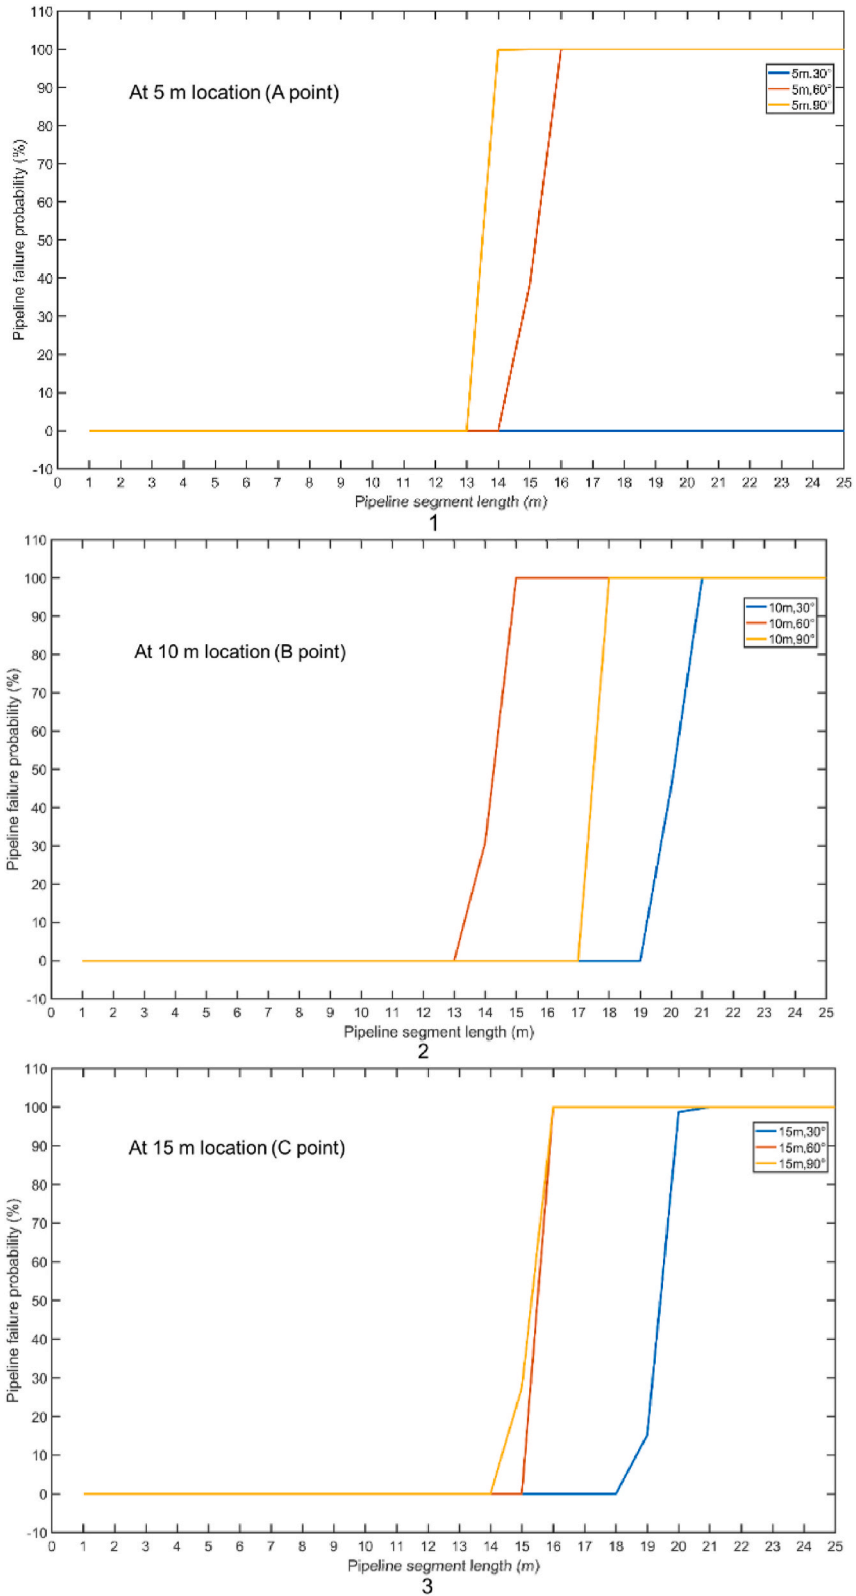 110
100
90
80
70
60
50
40
30
20
10
0
-10
Pipeline failure probability (%)
At 5 m location (A point)
5m,30°
5m,60°
5m,90°
0 1 2 3 4 5 6 7 8 9 10 11 12 13 14 15 16 17 18 19 20 21 22 23 24 25
Pipeline segment length (m)
1
110
100
90
80
70
60
50
40
30
20
10
0
-10
Pipeline failure probability (%)
At 10 m location (B point)
10m,30°
10m,60°
10m,90°
0 1 2 3 4 5 6 7 8 9 10 11 12 13 14 15 16 17 18 19 20 21 22 23 24 25
Pipeline segment length (m)
2
110
100
90
80
70
60
50
40
30
20
10
0
-10
Pipeline failure probability (%)
At 15 m location (C point)
15m,30°
15m,60°
15m,90°
0 1 2 3 4 5 6 7 8 9 10 11 12 13 14 15 16 17 18 19 20 21 22 23 24 25
Pipeline segment length (m)
3